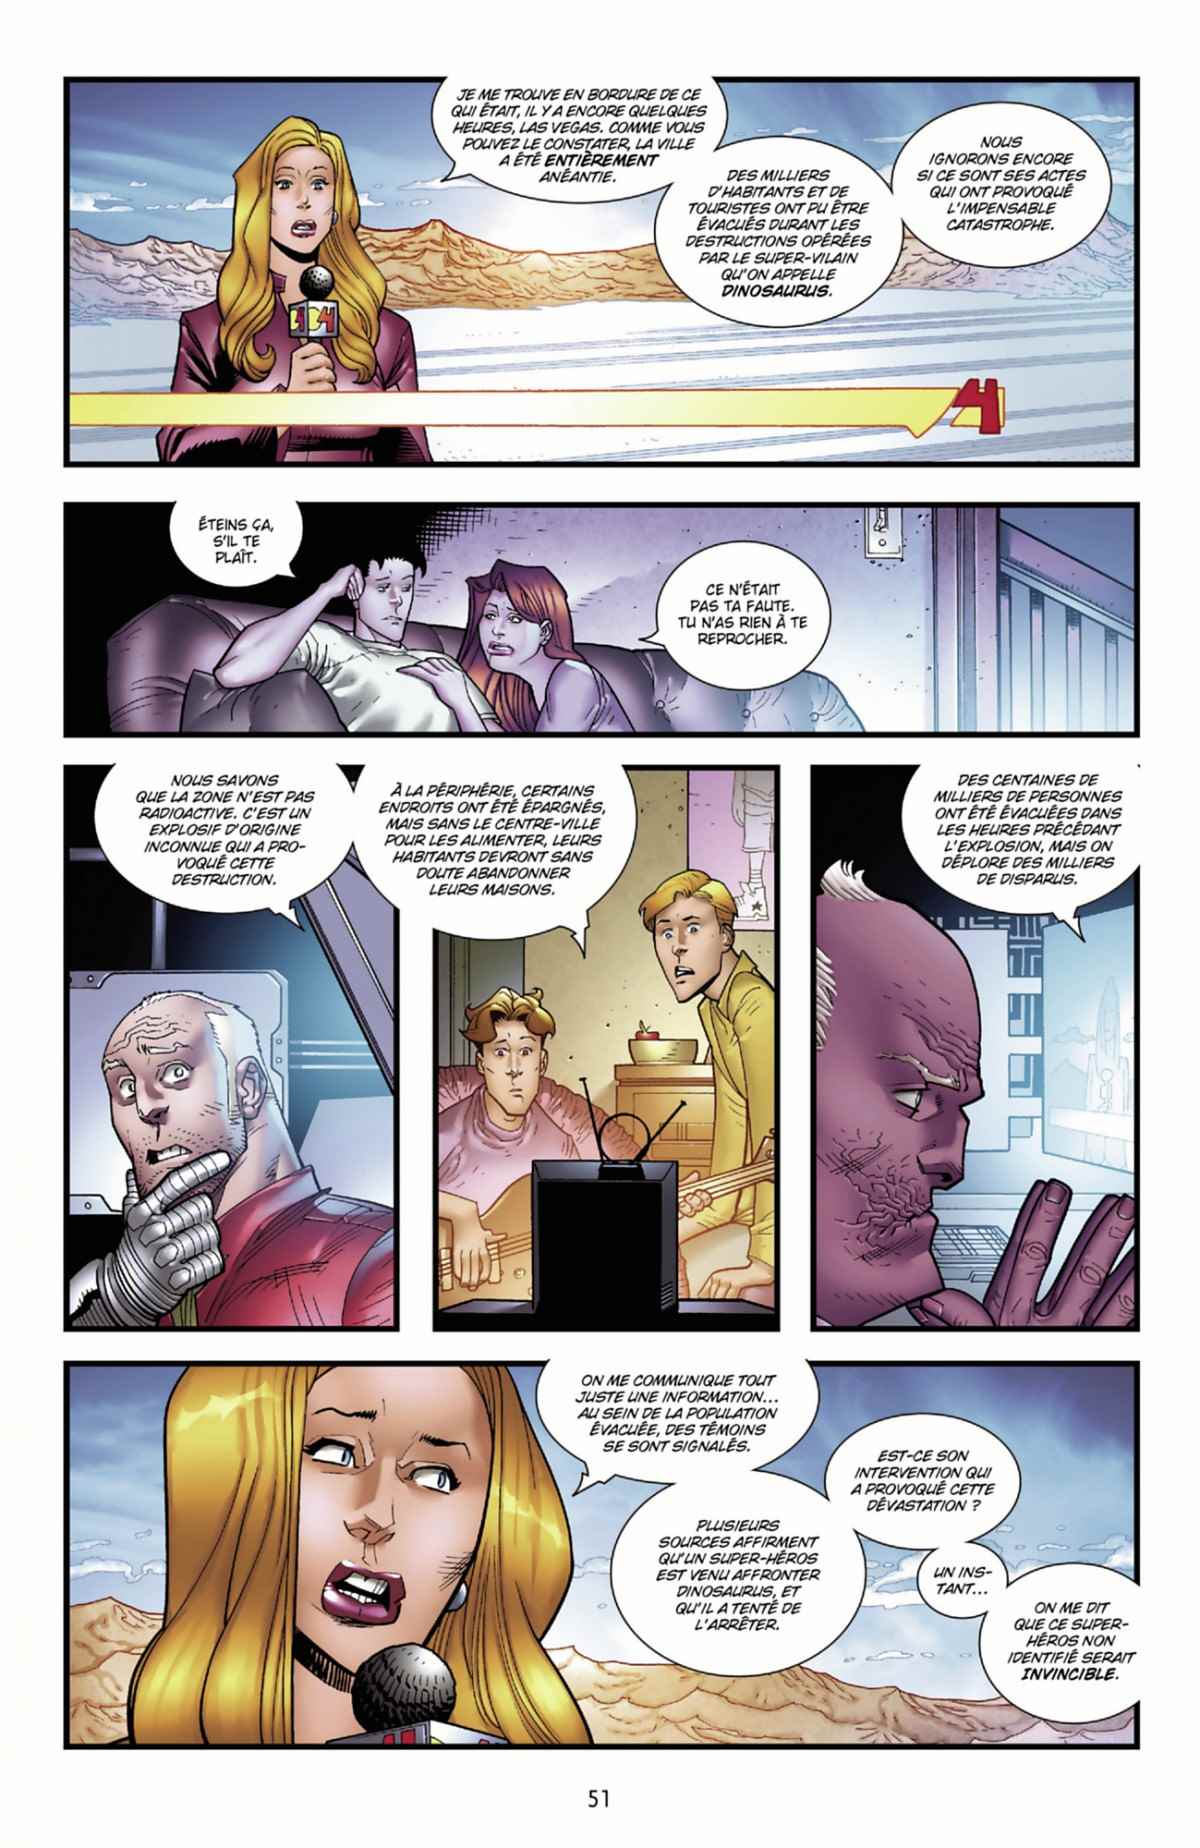 JE ME TROUVE EN BORDURE DE CE
QUI ÉTAIT, IL Y A ENCORE QUELQUES
HEURES, LAS VEGAS. COMME VOUS
POUVEZ LE CONSTATER, LA VILLE
A ÉTÉ ENTIÈREMENT
ANÉANTIE.
DES MILLIERS
D'HABITANTS ET DE
TOURISTES ONT PU ÊTRE
ÉVACUÉS DURANT LES
DESTRUCTIONS OPÉRÉES
PAR LE SUPER-VILAIN
QU'ON APPELLE
DINOSAURUS.
NOUS
IGNORONS ENCORE
SI CE SONT SES ACTES
QUI ONT PROVOQUÉ
L'IMPENSABLE
CATASTROPHE.
4
4
ÉTEINS ÇA,
S'IL TE
PLAÎT.
CE N'ÉTAIT
PAS TA FAUTE.
TU N'AS RIEN À TE
REPROCHER.
NOUS SAVONS
QUE LA ZONE N'EST PAS
RADIOACTIVE. C'EST UN
EXPLOSIF D'ORIGINE
INCONNUE QUI A PRO-
VOQUÉ CETTE
DESTRUCTION.
À LA PÉRIPHÉRIE, CERTAINS
ENDROITS ONT ÉTÉ ÉPARGNÉS,
MAIS SANS LE CENTRE-VILLE
POUR LES ALIMENTER, LEURS
HABITANTS DEVRONT SANS
DOUTE ABANDONNER
LEURS MAISONS.
DES CENTAINES DE
MILLIERS DE PERSONNES
ONT ÉTÉ ÉVACUÉES DANS
LES HEURES PRÉCÉDANT
L'EXPLOSION, MAIS ON
DÉPLORE DES MILLIERS
DE DISPARUS.
ON ME COMMUNIQUE TOUT
JUSTE UNE INFORMATION...
AU SEIN DE LA POPULATION
ÉVACUÉE, DES TÉMOINS
SE SONT SIGNALÉS.
PLUSIEURS
SOURCES AFFIRMENT
QU'UN SUPER-HÉROS
EST VENU AFFRONTER
DINOSAURUS, ET
QU'IL A TENTÉ DE
L'ARRÊTER.
EST-CE SON
INTERVENTION QUI
A PROVOQUÉ CETTE
DÉVASTATION ?
UN INS-
TANT...
ON ME DIT
QUE CE SUPER-
HÉROS NON
IDENTIFIÉ SERAIT
INVINCIBLE.
51